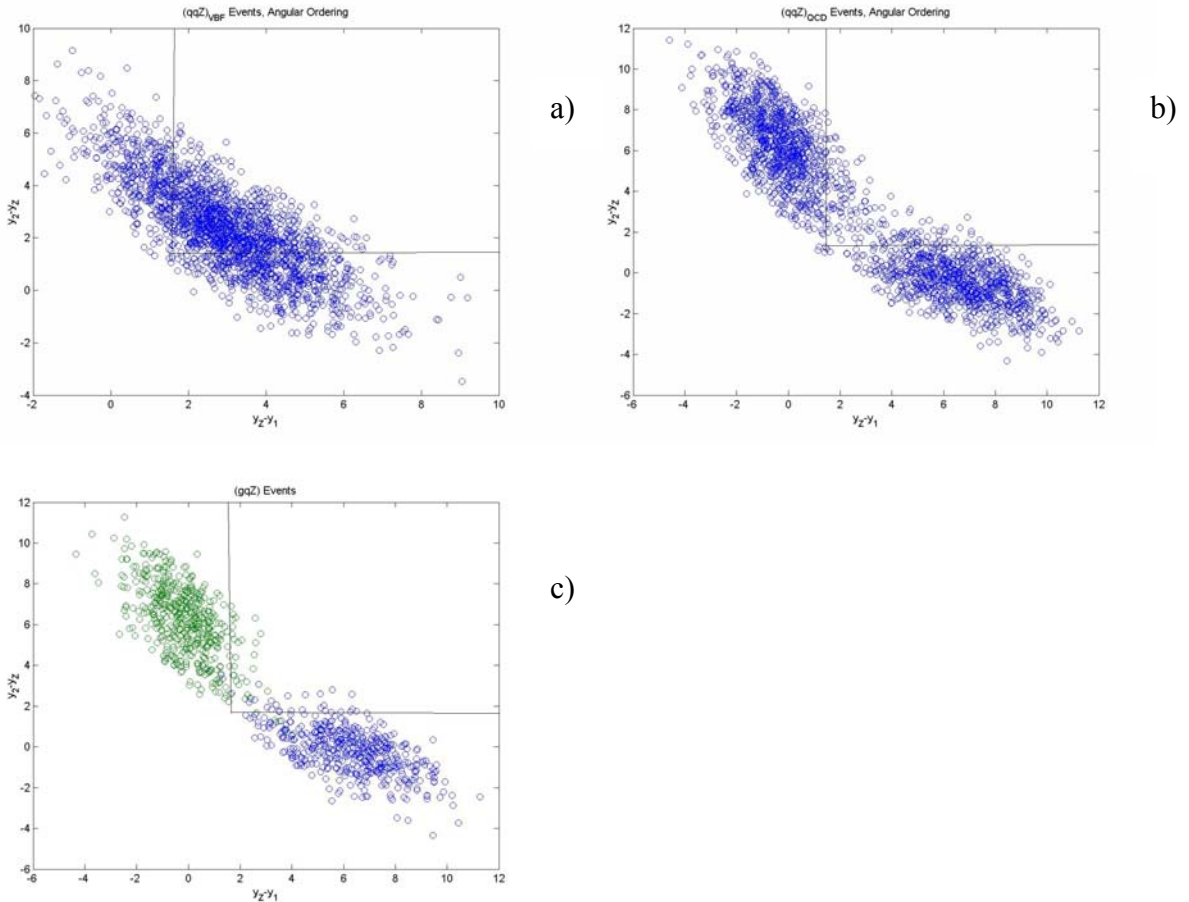 (qqZ)VBF Events, Angular Ordering
10
8
6
4
2
0
-2
-4
y2-yZ
-2 0 2 4 6 8 10
yZ-y1
a)
(qqZ)QCD Events, Angular Ordering
12
10
8
6
4
2
0
-2
-4
-6
y2-yZ
-6 -4 -2 0 2 4 6 8 10 12
yZ-y1
b)
(gqZ) Events
12
10
8
6
4
2
0
-2
-4
-6
y2-yZ
-6 -4 -2 0 2 4 6 8 10 12
yZ-y1
c)